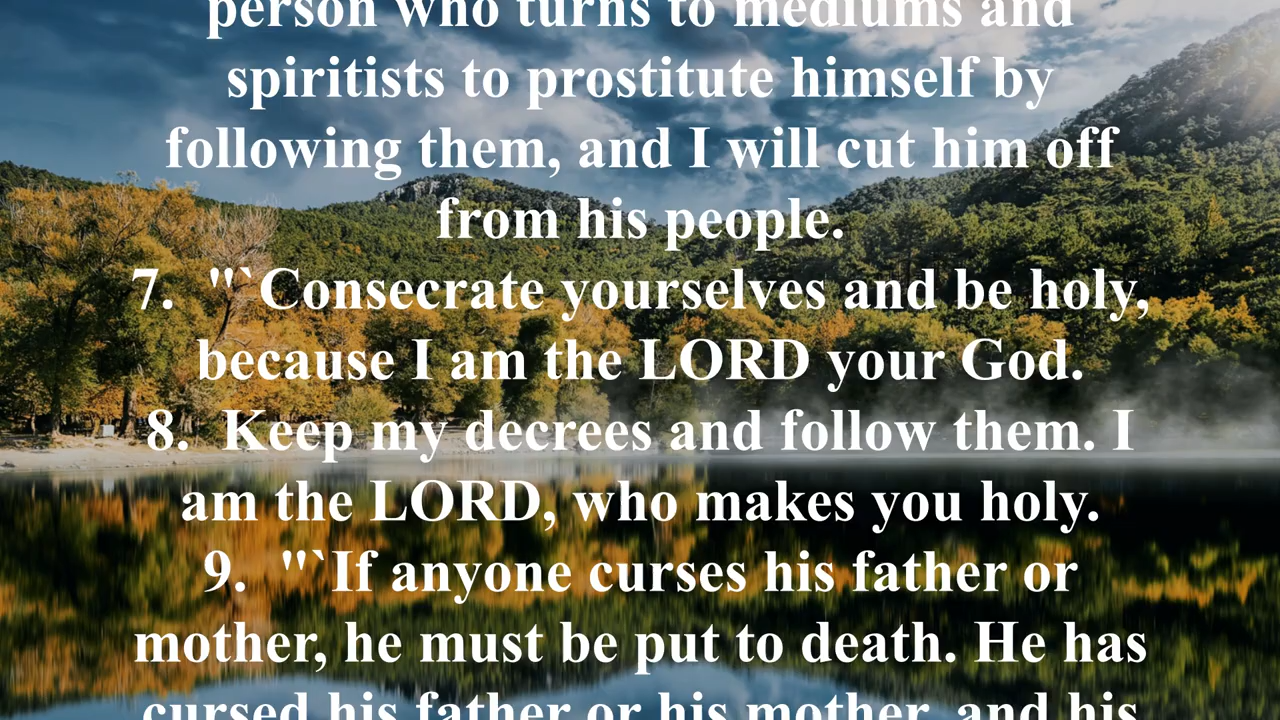 person who turns to mediums and
spiritists to prostitute himself by
following them, and I will cut him off
from his people.
7. "`Consecrate yourselves and be holy,
because I am the LORD your God.
8. Keep my decrees and follow them. I
am the LORD, who makes you holy.
9. "`If anyone curses his father or
mother, he must be put to death. He has
cursed his father or his mother, and his